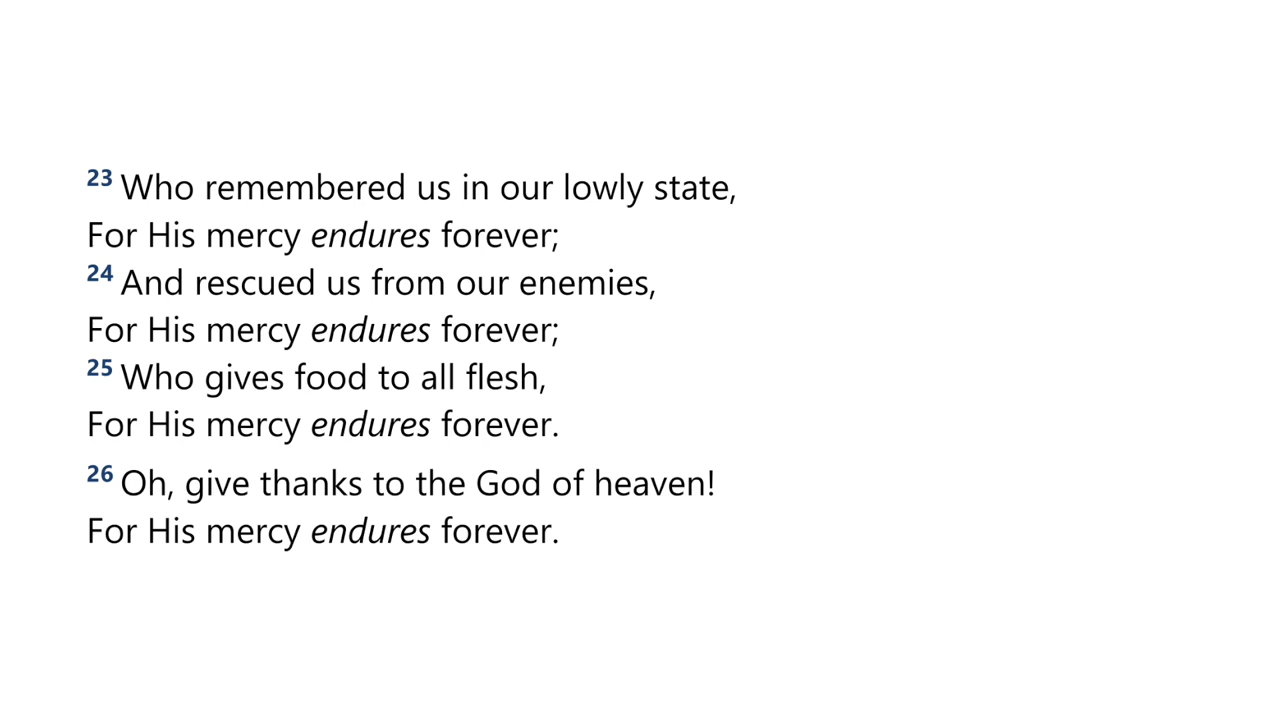 23 Who remembered us in our lowly state,
For His mercy endures forever;
24 And rescued us from our enemies,
For His mercy endures forever;
25 Who gives food to all flesh,
For His mercy endures forever.
26 Oh, give thanks to the God of heaven!
For His mercy endures forever.